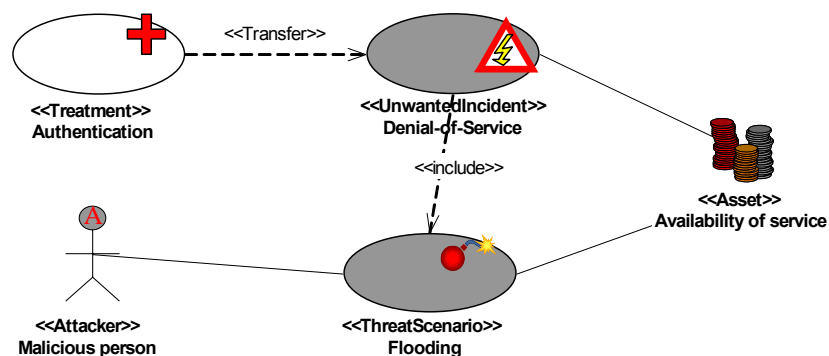 <<Transfer>>
<<Treatment>>
Authentication
<<UnwantedIncident>>
Denial-of-Service
<<include>>
<<Asset>>
Availability of service
A
<<Attacker>>
Malicious person
<<ThreatScenario>>
Flooding